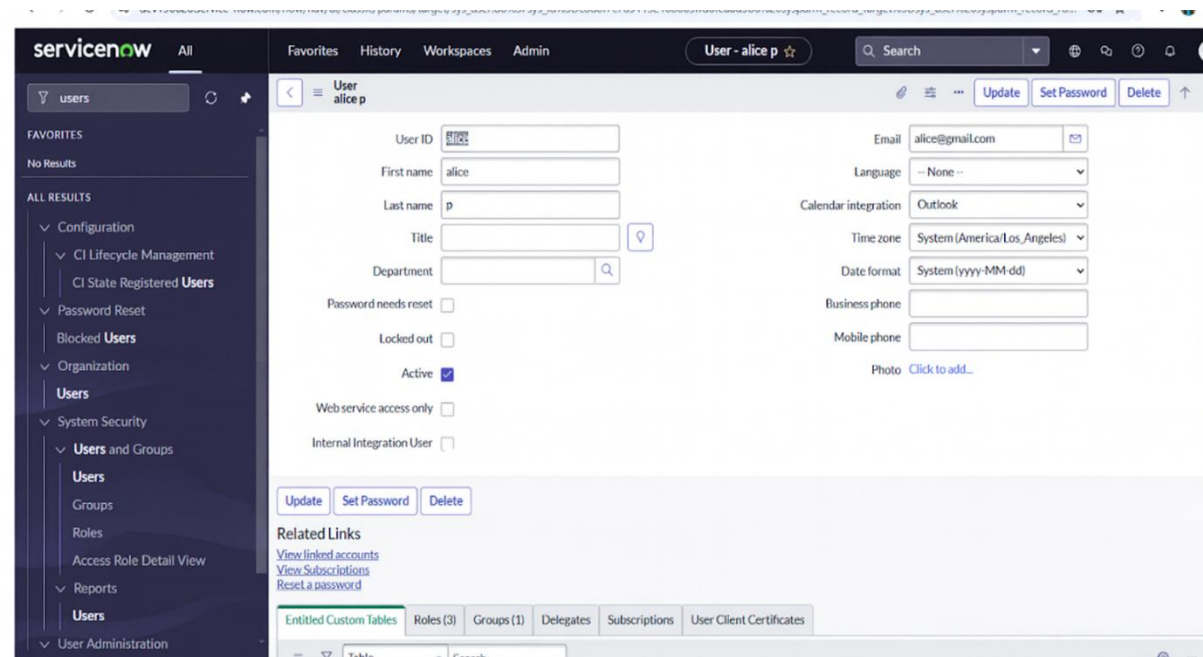 servicenow All Favorites History Workspaces Admin User - alice p Search
users
User
alice p
Update Set Password Delete
FAVORITES
No Results
ALL RESULTS
Configuration
CI Lifecycle Management
CI State Registered Users
Password Reset
Blocked Users
Organization
Users
System Security
Users and Groups
Users
Groups
Roles
Access Role Detail View
Reports
Users
User Administration
User ID alice
First name alice
Last name p
Title
Department
Password needs reset
Locked out
Active
Web service access only
Internal Integration User
Email alice@gmail.com
Language -- None --
Calendar integration Outlook
Time zone System (America/Los_Angeles)
Date format System (yyyy-MM-dd)
Business phone
Mobile phone
Photo Click to add...
Update Set Password Delete
Related Links
View linked accounts
View Subscriptions
Reset a password
Entitled Custom Tables Roles (3) Groups (1) Delegates Subscriptions User Client Certificates
Table Search